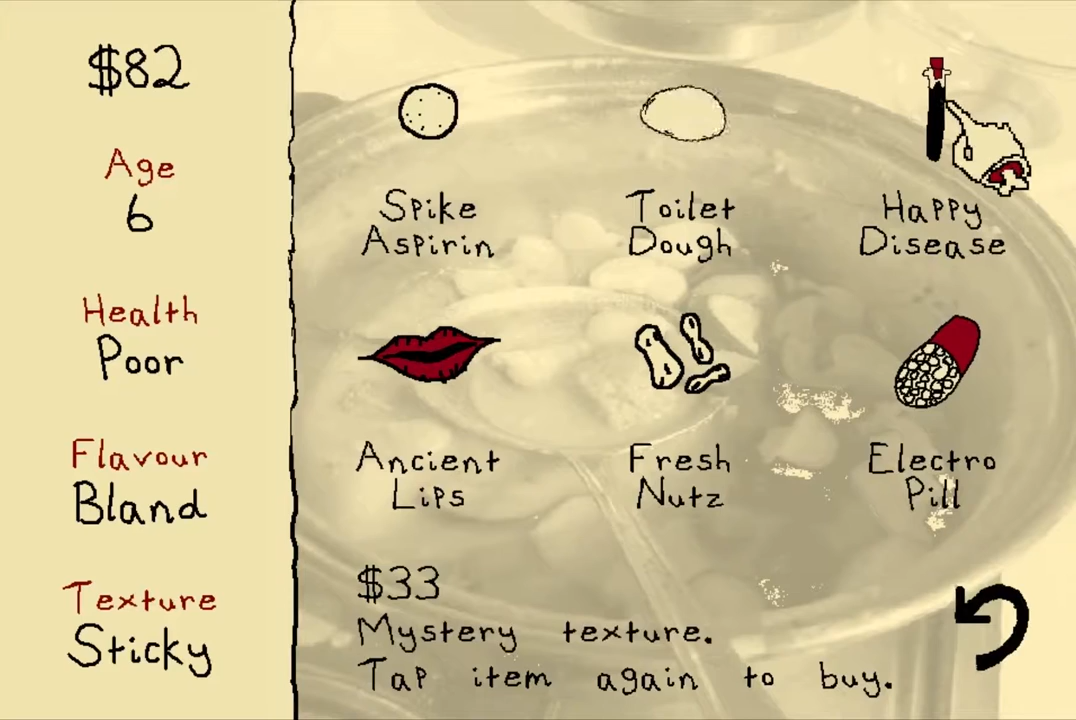 $82
Age
6
Health
Poor
Flavour
Bland
Texture
Sticky
Spike
Aspirin
Toilet
Dough
Happy
Disease
Ancient
Lips
Fresh
Nutz
Electro
Pill
$33
Mystery texture.
Tap item again to buy.